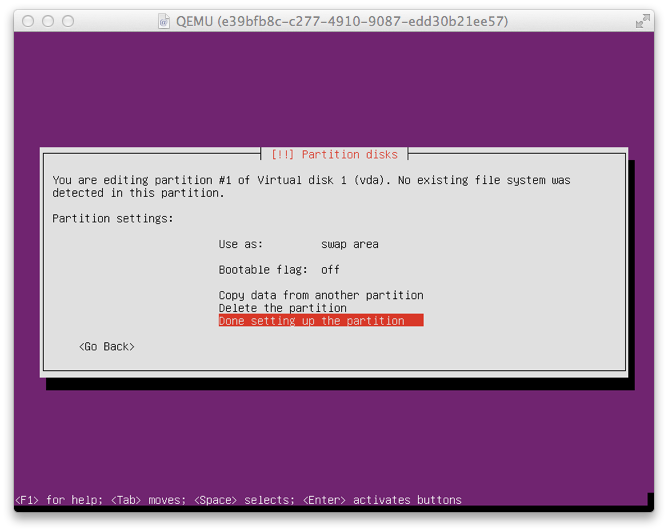 QEMU (e39bfb8c-c277-4910-9087-edd30b21ee57)
[!!] Partition disks
You are editing partition #1 of Virtual disk 1 (vda). No existing file system was
detected in this partition.
Partition settings:
Use as: swap area
Bootable flag: off
Copy data from another partition
Delete the partition
Done setting up the partition
<Go Back>
<F1> for help; <Tab> moves; <Space> selects; <Enter> activates buttons